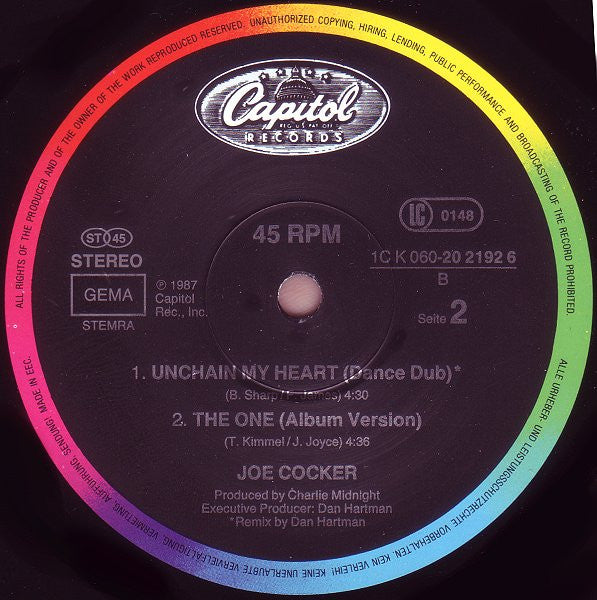 ALL RIGHTS OF THE PRODUCER AND OF THE OWNER OF THE WORK REPRODUCED RESERVED. UNAUTHORIZED COPYING, HIRING, LENDING, PUBLIC PERFORMANCE AND BROADCASTING OF THE RECORD PROHIBITED.
Capitol
REG. U.S. PAT. OFF.
RECORDS
ST 45
STEREO
GEMA
STEMRA
45 RPM
℗ 1987
Capitol
Rec., Inc.
LC 0148
1C K 060-20 2192 6
B
Seite 2
1. UNCHAIN MY HEART (Dance Dub)*
(B. Sharp/T. James) 4:30
2. THE ONE (Album Version)
(T. Kimmel/J. Joyce) 4:36
JOE COCKER
Produced by Charlie Midnight
Executive Producer: Dan Hartman
*Remix by Dan Hartman
ALLE URHEBER- UND LEISTUNGSSCHUTZRECHTE VORBEHALTEN. KEIN VERLEIH! KEINE UNERLAUBTE VERVIELFÄLTIGUNG, VERMIETUNG, AUFFÜHRUNG, SENDUNG! MADE IN EEC.